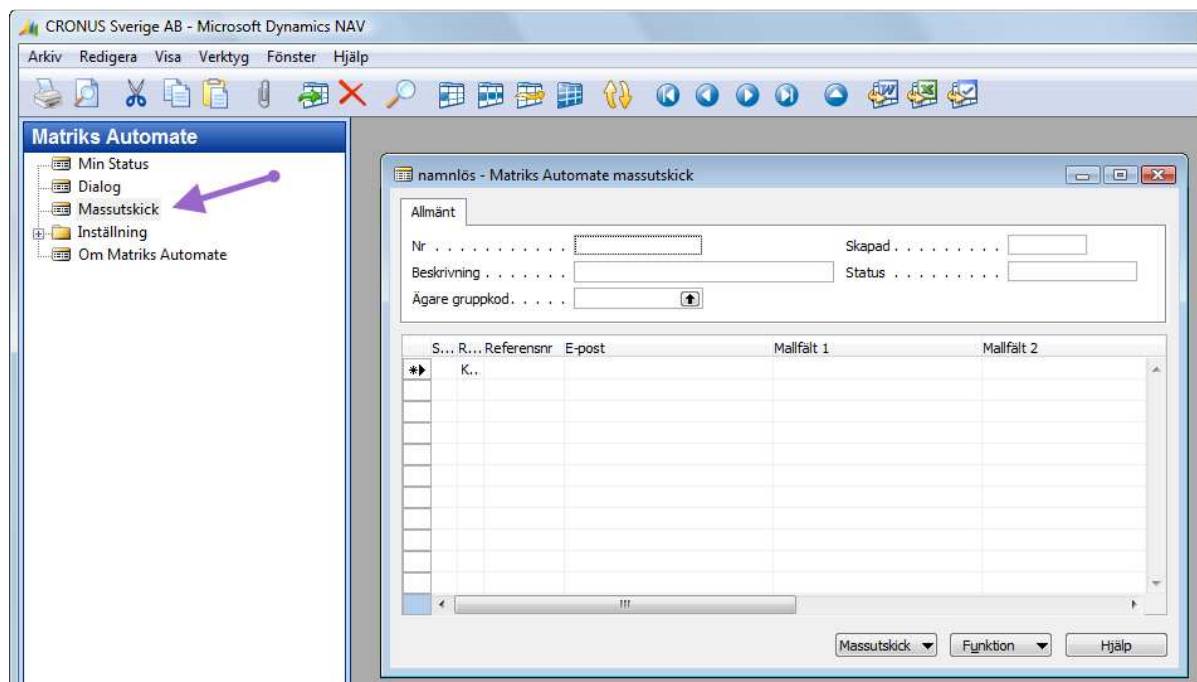 CRONUS Sverige AB - Microsoft Dynamics NAV
Arkiv Redigera Visa Verktyg Fönster Hjälp
Matriks Automate
Min Status
Dialog
Massutskick
Inställning
Om Matriks Automate
namnlös - Matriks Automate massutskick
Allmänt
Nr . . . . . . . . . . . Skapad . . . . . . . . .
Beskrivning . . . . . . . Status . . . . . . . . .
Ägare gruppkod. . . . .
S... R... Referensnr E-post Mallfält 1 Mallfält 2
K..
Massutskick Funktion Hjälp